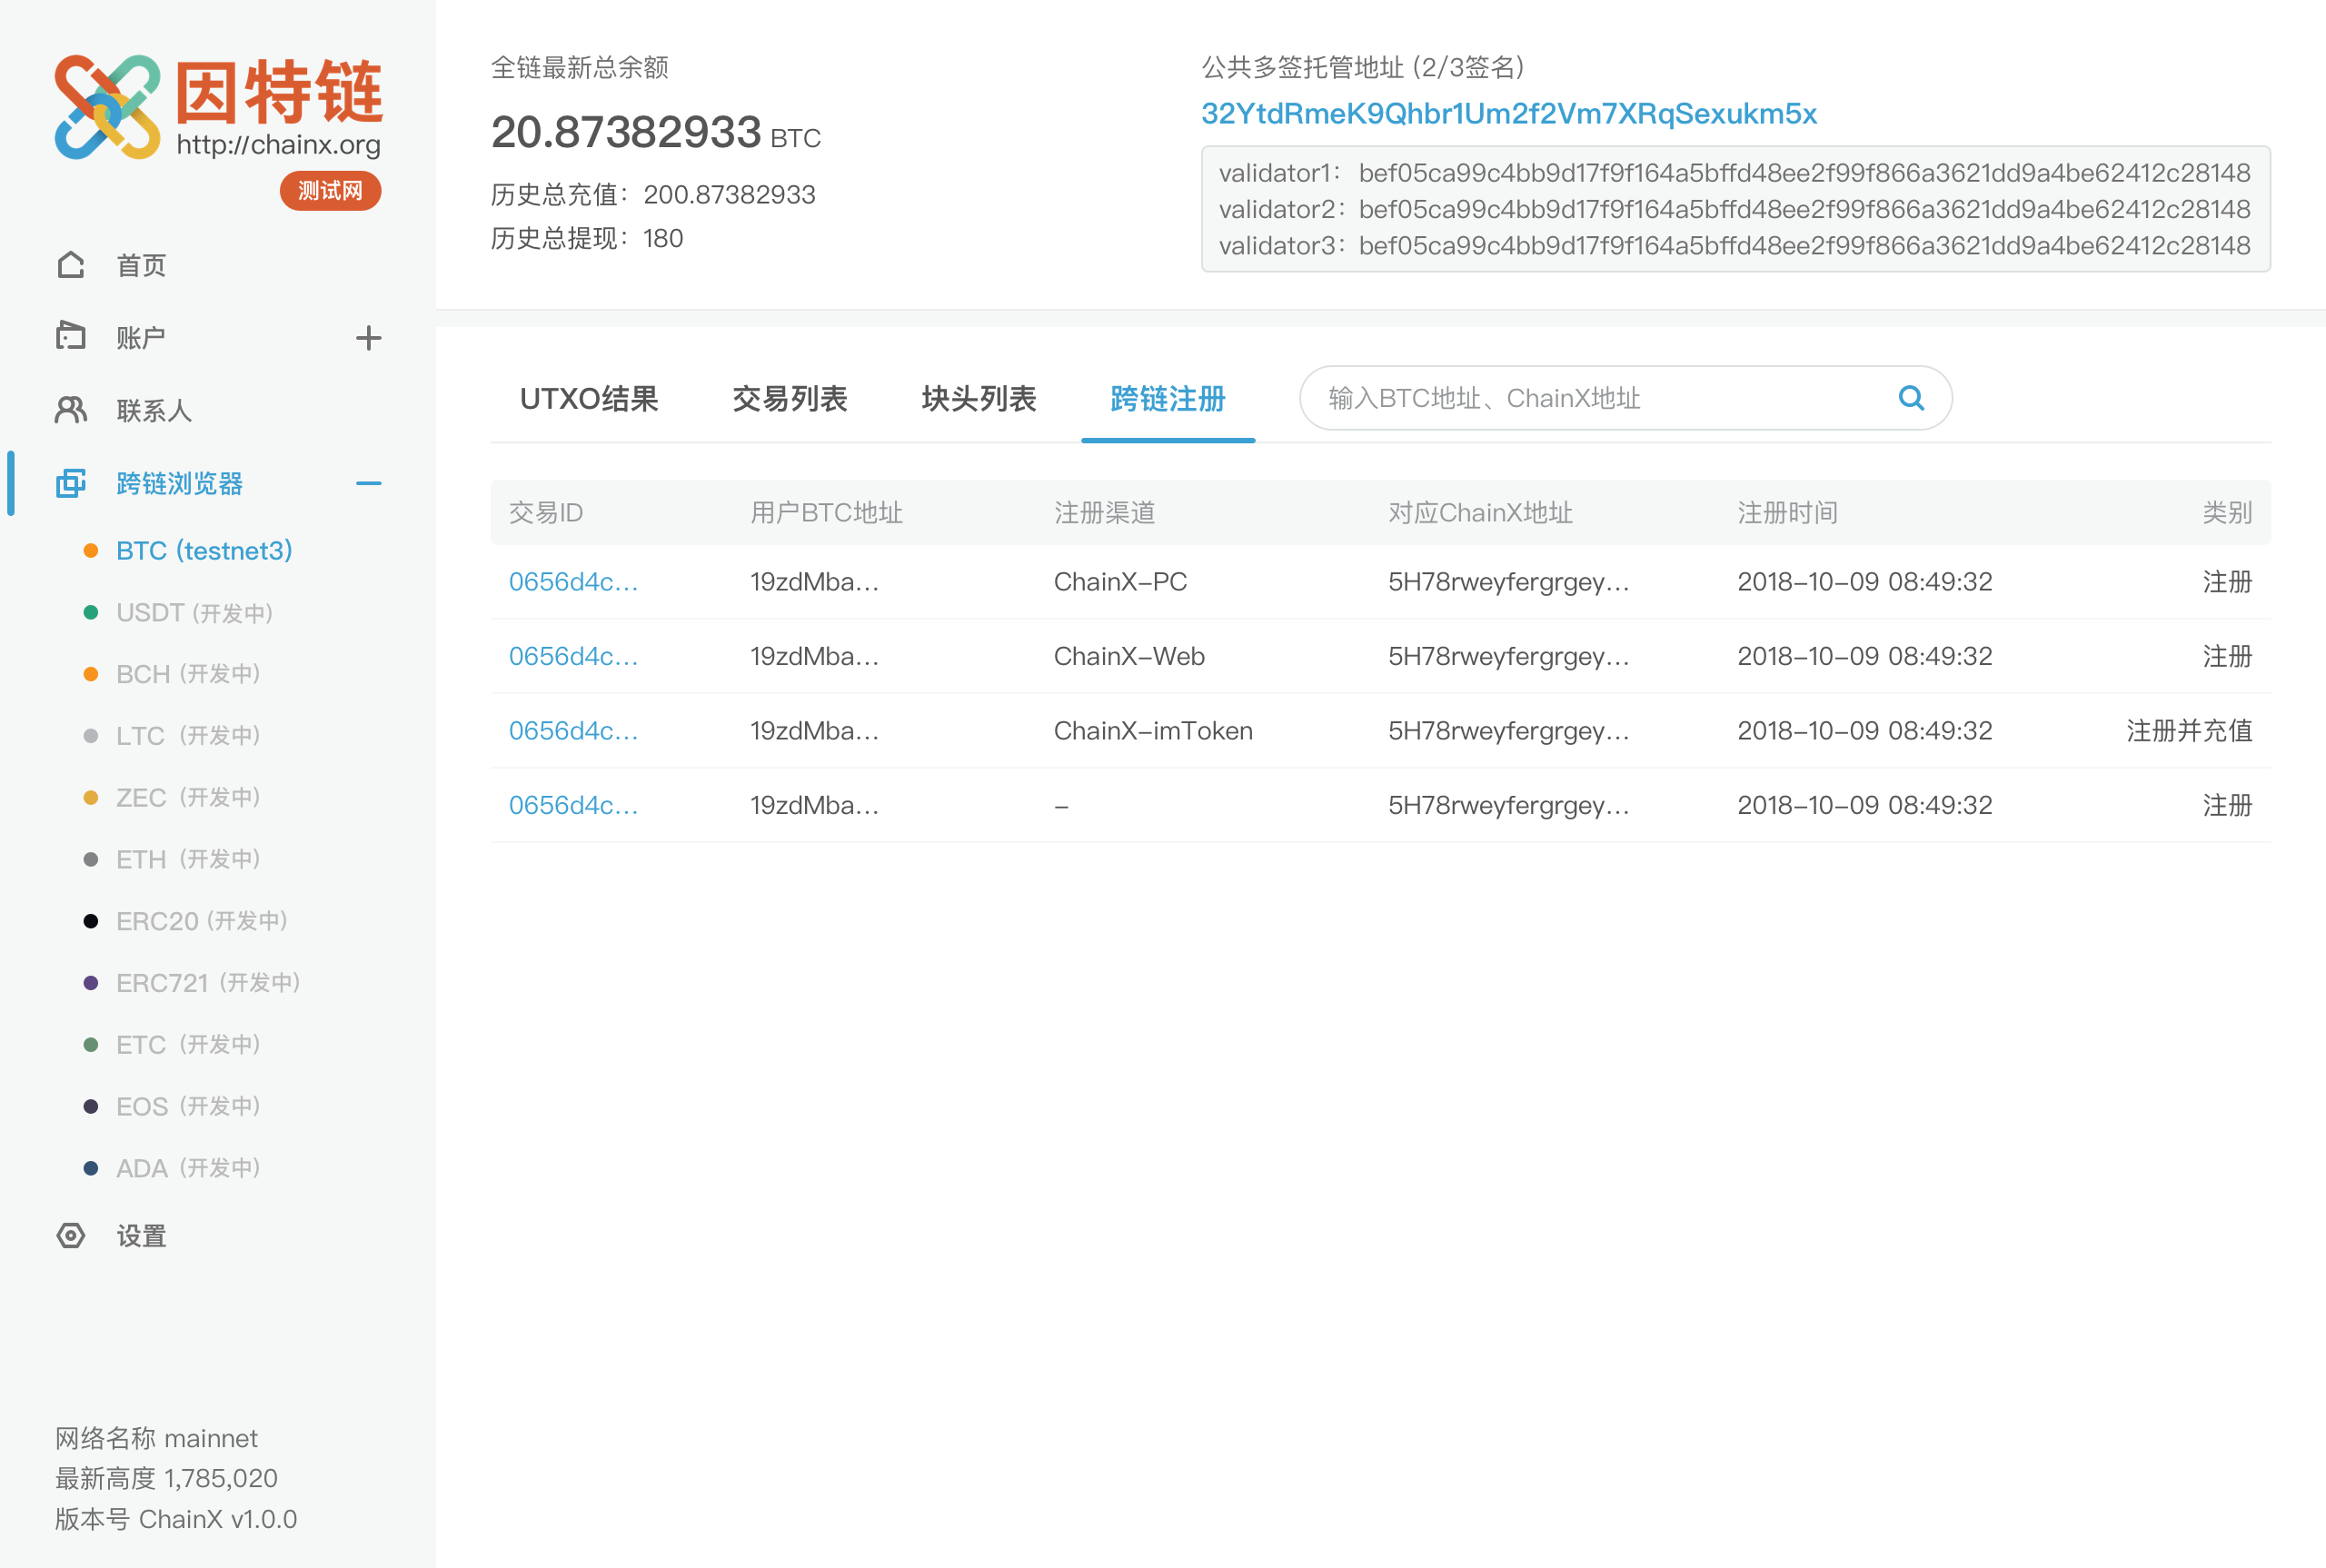 因特链
http://chainx.org
测试网
首页
账户
联系人
跨链浏览器
BTC (testnet3)
USDT (开发中)
BCH (开发中)
LTC (开发中)
ZEC (开发中)
ETH (开发中)
ERC20 (开发中)
ERC721 (开发中)
ETC (开发中)
EOS (开发中)
ADA (开发中)
设置
网络名称 mainnet
最新高度 1,785,020
版本号 ChainX v1.0.0
全链最新总余额
20.87382933 BTC
历史总充值：200.87382933
历史总提现：180
公共多签托管地址 (2/3签名)
32YtdRmeK9Qhbr1Um2f2Vm7XRqSexukm5x
validator1： bef05ca99c4bb9d17f9f164a5bffd48ee2f99f866a3621dd9a4be62412c28148
validator2：bef05ca99c4bb9d17f9f164a5bffd48ee2f99f866a3621dd9a4be62412c28148
validator3：bef05ca99c4bb9d17f9f164a5bffd48ee2f99f866a3621dd9a4be62412c28148
UTXO结果 交易列表 块头列表 跨链注册 输入BTC地址、ChainX地址
交易ID 用户BTC地址 注册渠道 对应ChainX地址 注册时间 类别
0656d4c... 19zdMba... ChainX-PC 5H78rweyfergrgey... 2018-10-09 08:49:32 注册
0656d4c... 19zdMba... ChainX-Web 5H78rweyfergrgey... 2018-10-09 08:49:32 注册
0656d4c... 19zdMba... ChainX-imToken 5H78rweyfergrgey... 2018-10-09 08:49:32 注册并充值
0656d4c... 19zdMba... - 5H78rweyfergrgey... 2018-10-09 08:49:32 注册